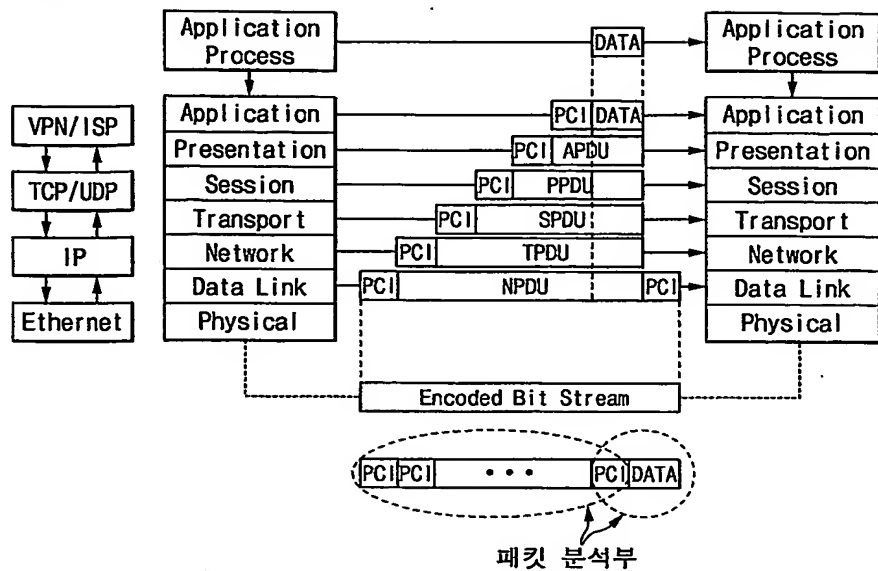 Application
Process
DATA
Application
Process
VPN/ISP
TCP/UDP
IP
Ethernet
Application
Presentation
Session
Transport
Network
Data Link
Physical
PCI DATA
PCI APDU
PCI PPDU
PCI SPDU
PCI TPDU
PCI NPDU PCI
Application
Presentation
Session
Transport
Network
Data Link
Physical
Encoded Bit Stream
PCI PCI • • • PCI DATA
패킷 분석부